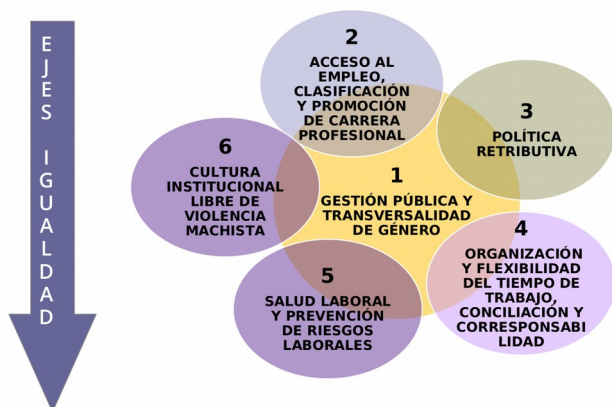 EJES IGUALDAD
2
ACCESO AL
EMPLEO,
CLASIFICACIÓN
Y PROMOCIÓN
DE CARRERA
PROFESIONAL
3
POLÍTICA
RETRIBUTIVA
6
CULTURA
INSTITUCIONAL
LIBRE DE
VIOLENCIA
MACHISTA
1
GESTIÓN PÚBLICA Y
TRANSVERSALIDAD
DE GÉNERO
4
ORGANIZACIÓN
Y FLEXIBILIDAD
DEL TIEMPO DE
TRABAJO,
CONCILIACIÓN Y
CORRESPONSABI
LIDAD
5
SALUD LABORAL
Y PREVENCIÓN
DE RIESGOS
LABORALES